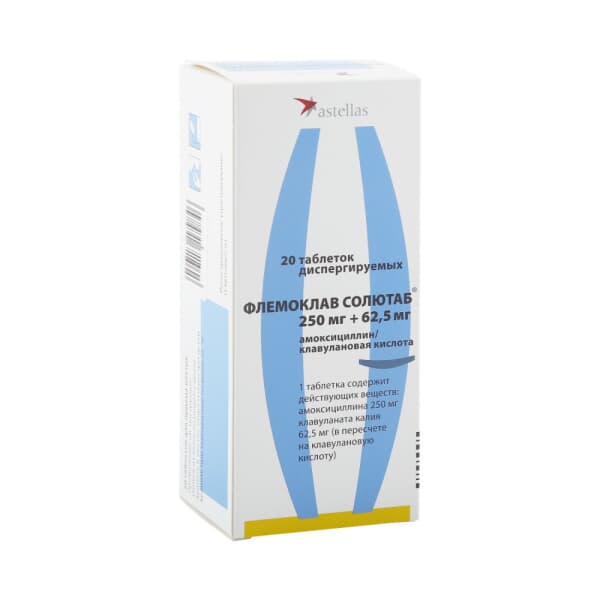 astellas
20 таблеток
диспергируемых
ФЛЕМОКЛАВ СОЛЮТАБ®
250 мг + 62,5 мг
амоксициллин/
клавулановая кислота
1 таблетка содержит
действующих веществ:
амоксициллина 250 мг
клавуланата калия
62,5 мг (в пересчете
на клавулановую
кислоту)